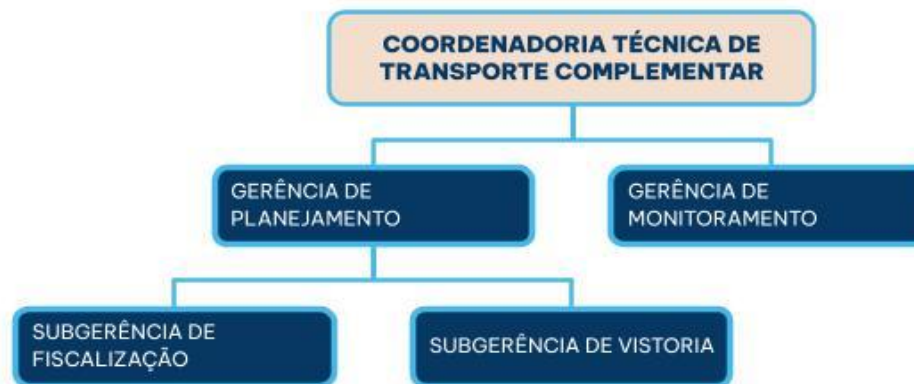 COORDENADORIA TÉCNICA DE
TRANSPORTE COMPLEMENTAR
GERÊNCIA DE
PLANEJAMENTO
GERÊNCIA DE
MONITORAMENTO
SUBGERÊNCIA DE
FISCALIZAÇÃO
SUBGERÊNCIA DE VISTORIA